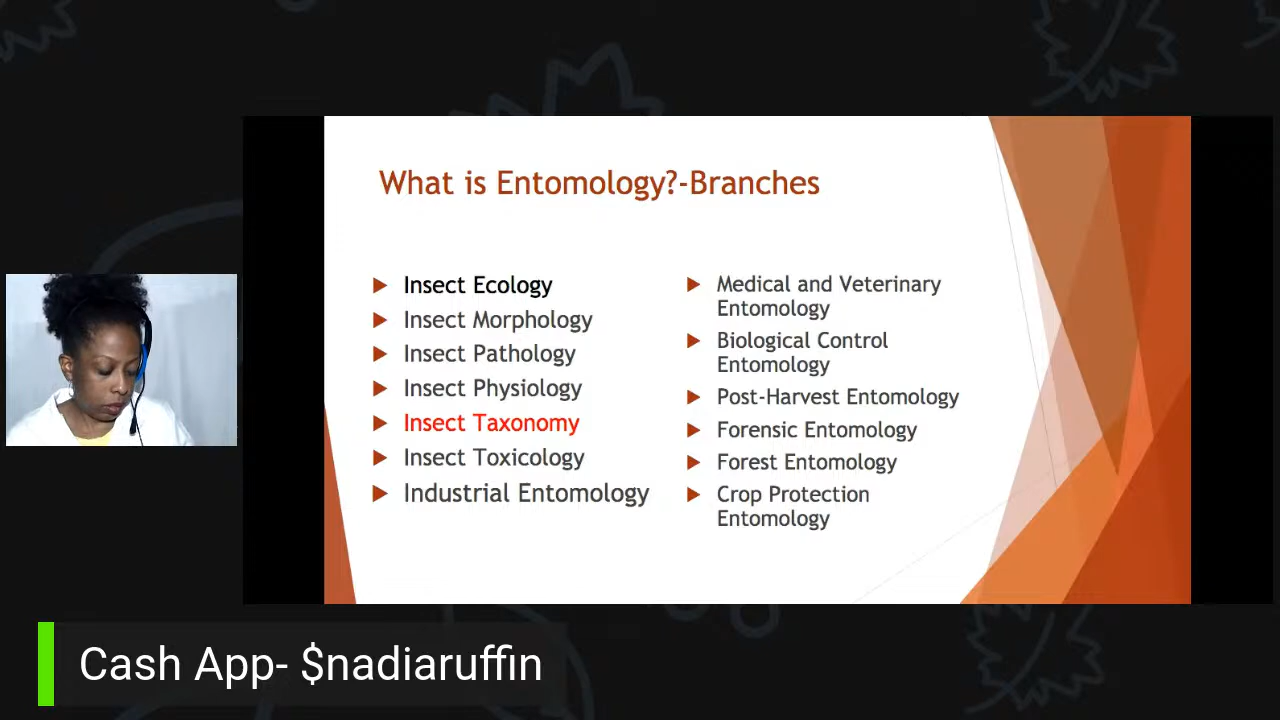 What is Entomology?-Branches
Insect Ecology
Insect Morphology
Insect Pathology
Insect Physiology
Insect Taxonomy
Insect Toxicology
Industrial Entomology
Medical and Veterinary
Entomology
Biological Control
Entomology
Post-Harvest Entomology
Forensic Entomology
Forest Entomology
Crop Protection
Entomology
Cash App- $nadiaruffin